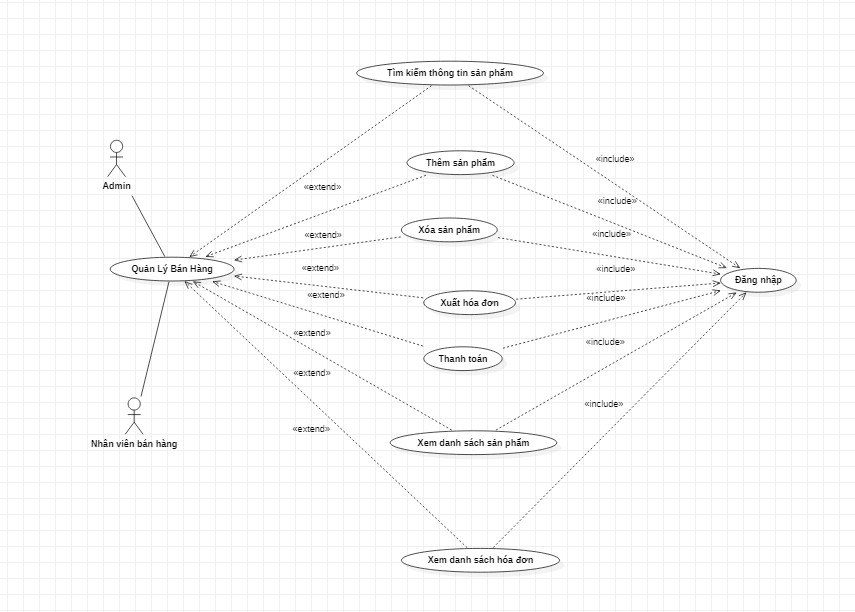 Tìm kiếm thông tin sản phẩm
«include»
Thêm sản phẩm
Admin
«extend»
«include»
Xóa sản phẩm
«extend»
«include»
Quản Lý Bán Hàng
«extend»
«include»
Đăng nhập
«extend»
«include»
Xuất hóa đơn
«extend»
«include»
Thanh toán
«extend»
«include»
«extend»
Nhân viên bán hàng
Xem danh sách sản phẩm
Xem danh sách hóa đơn